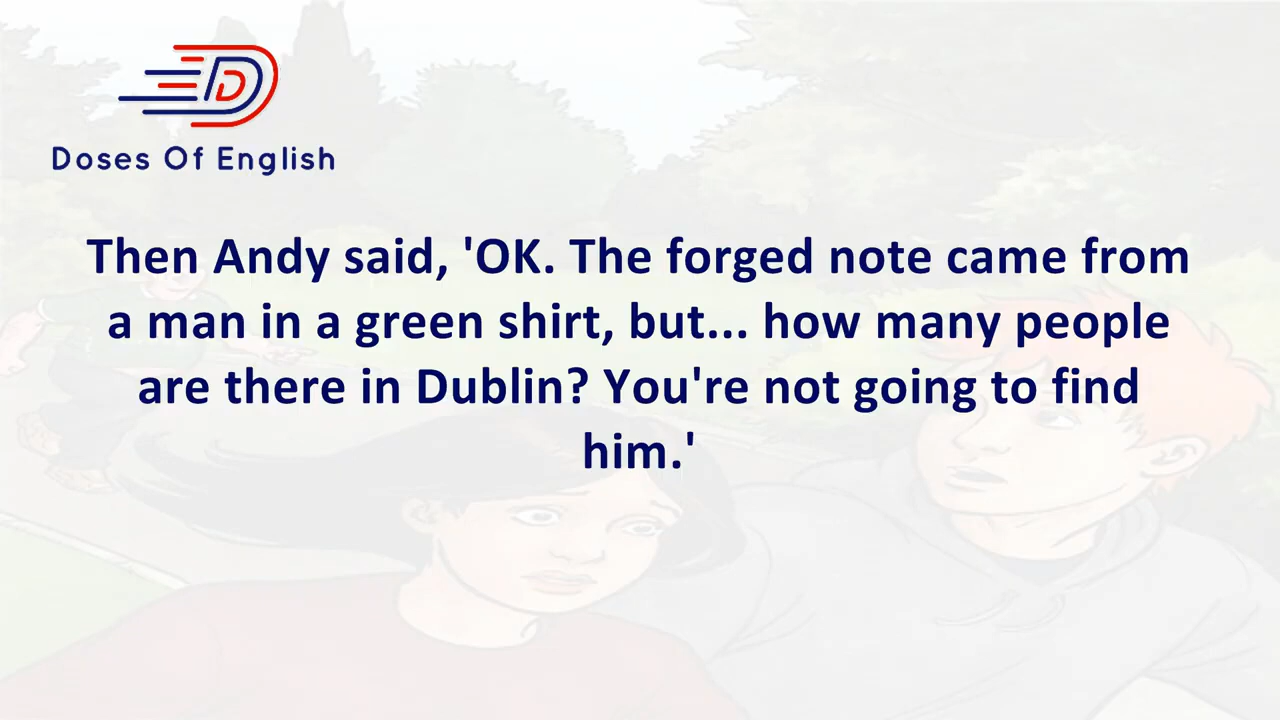 Doses Of English
Then Andy said, 'OK. The forged note came from
a man in a green shirt, but... how many people
are there in Dublin? You're not going to find
him.'